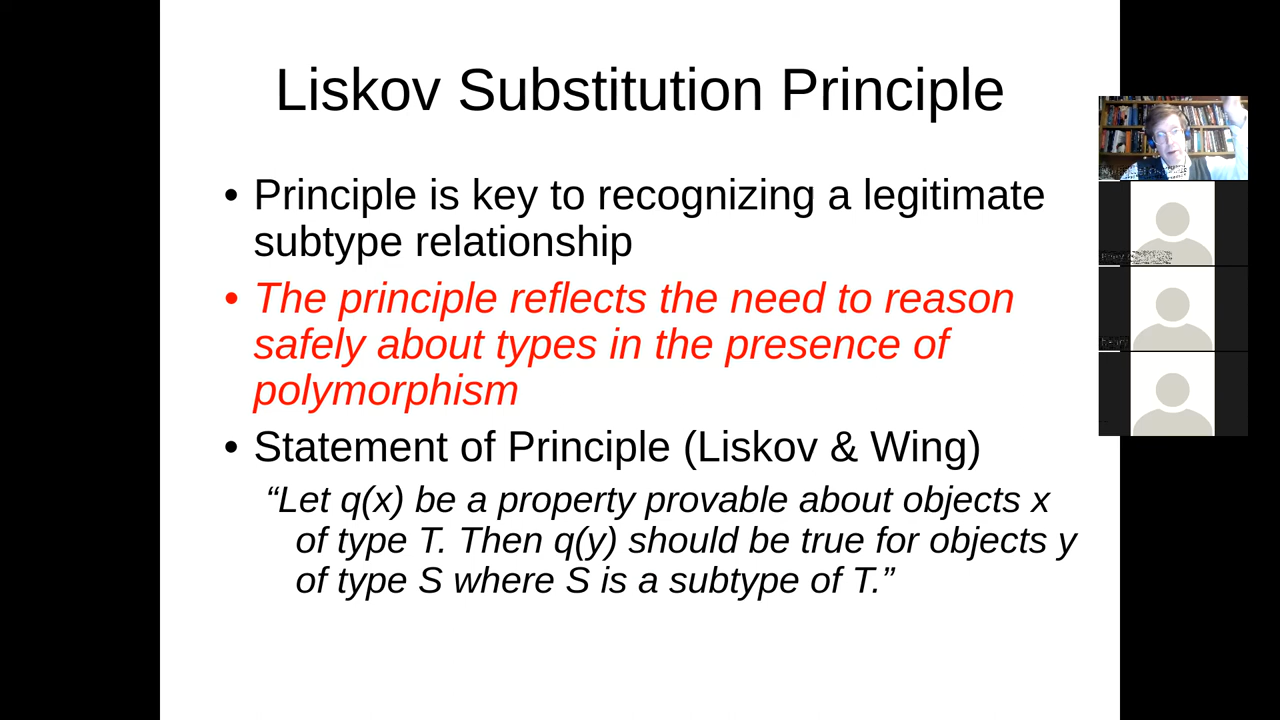 Liskov Substitution Principle
• Principle is key to recognizing a legitimate
subtype relationship
• The principle reflects the need to reason
safely about types in the presence of
polymorphism
• Statement of Principle (Liskov & Wing)
“Let q(x) be a property provable about objects x
of type T. Then q(y) should be true for objects y
of type S where S is a subtype of T.”